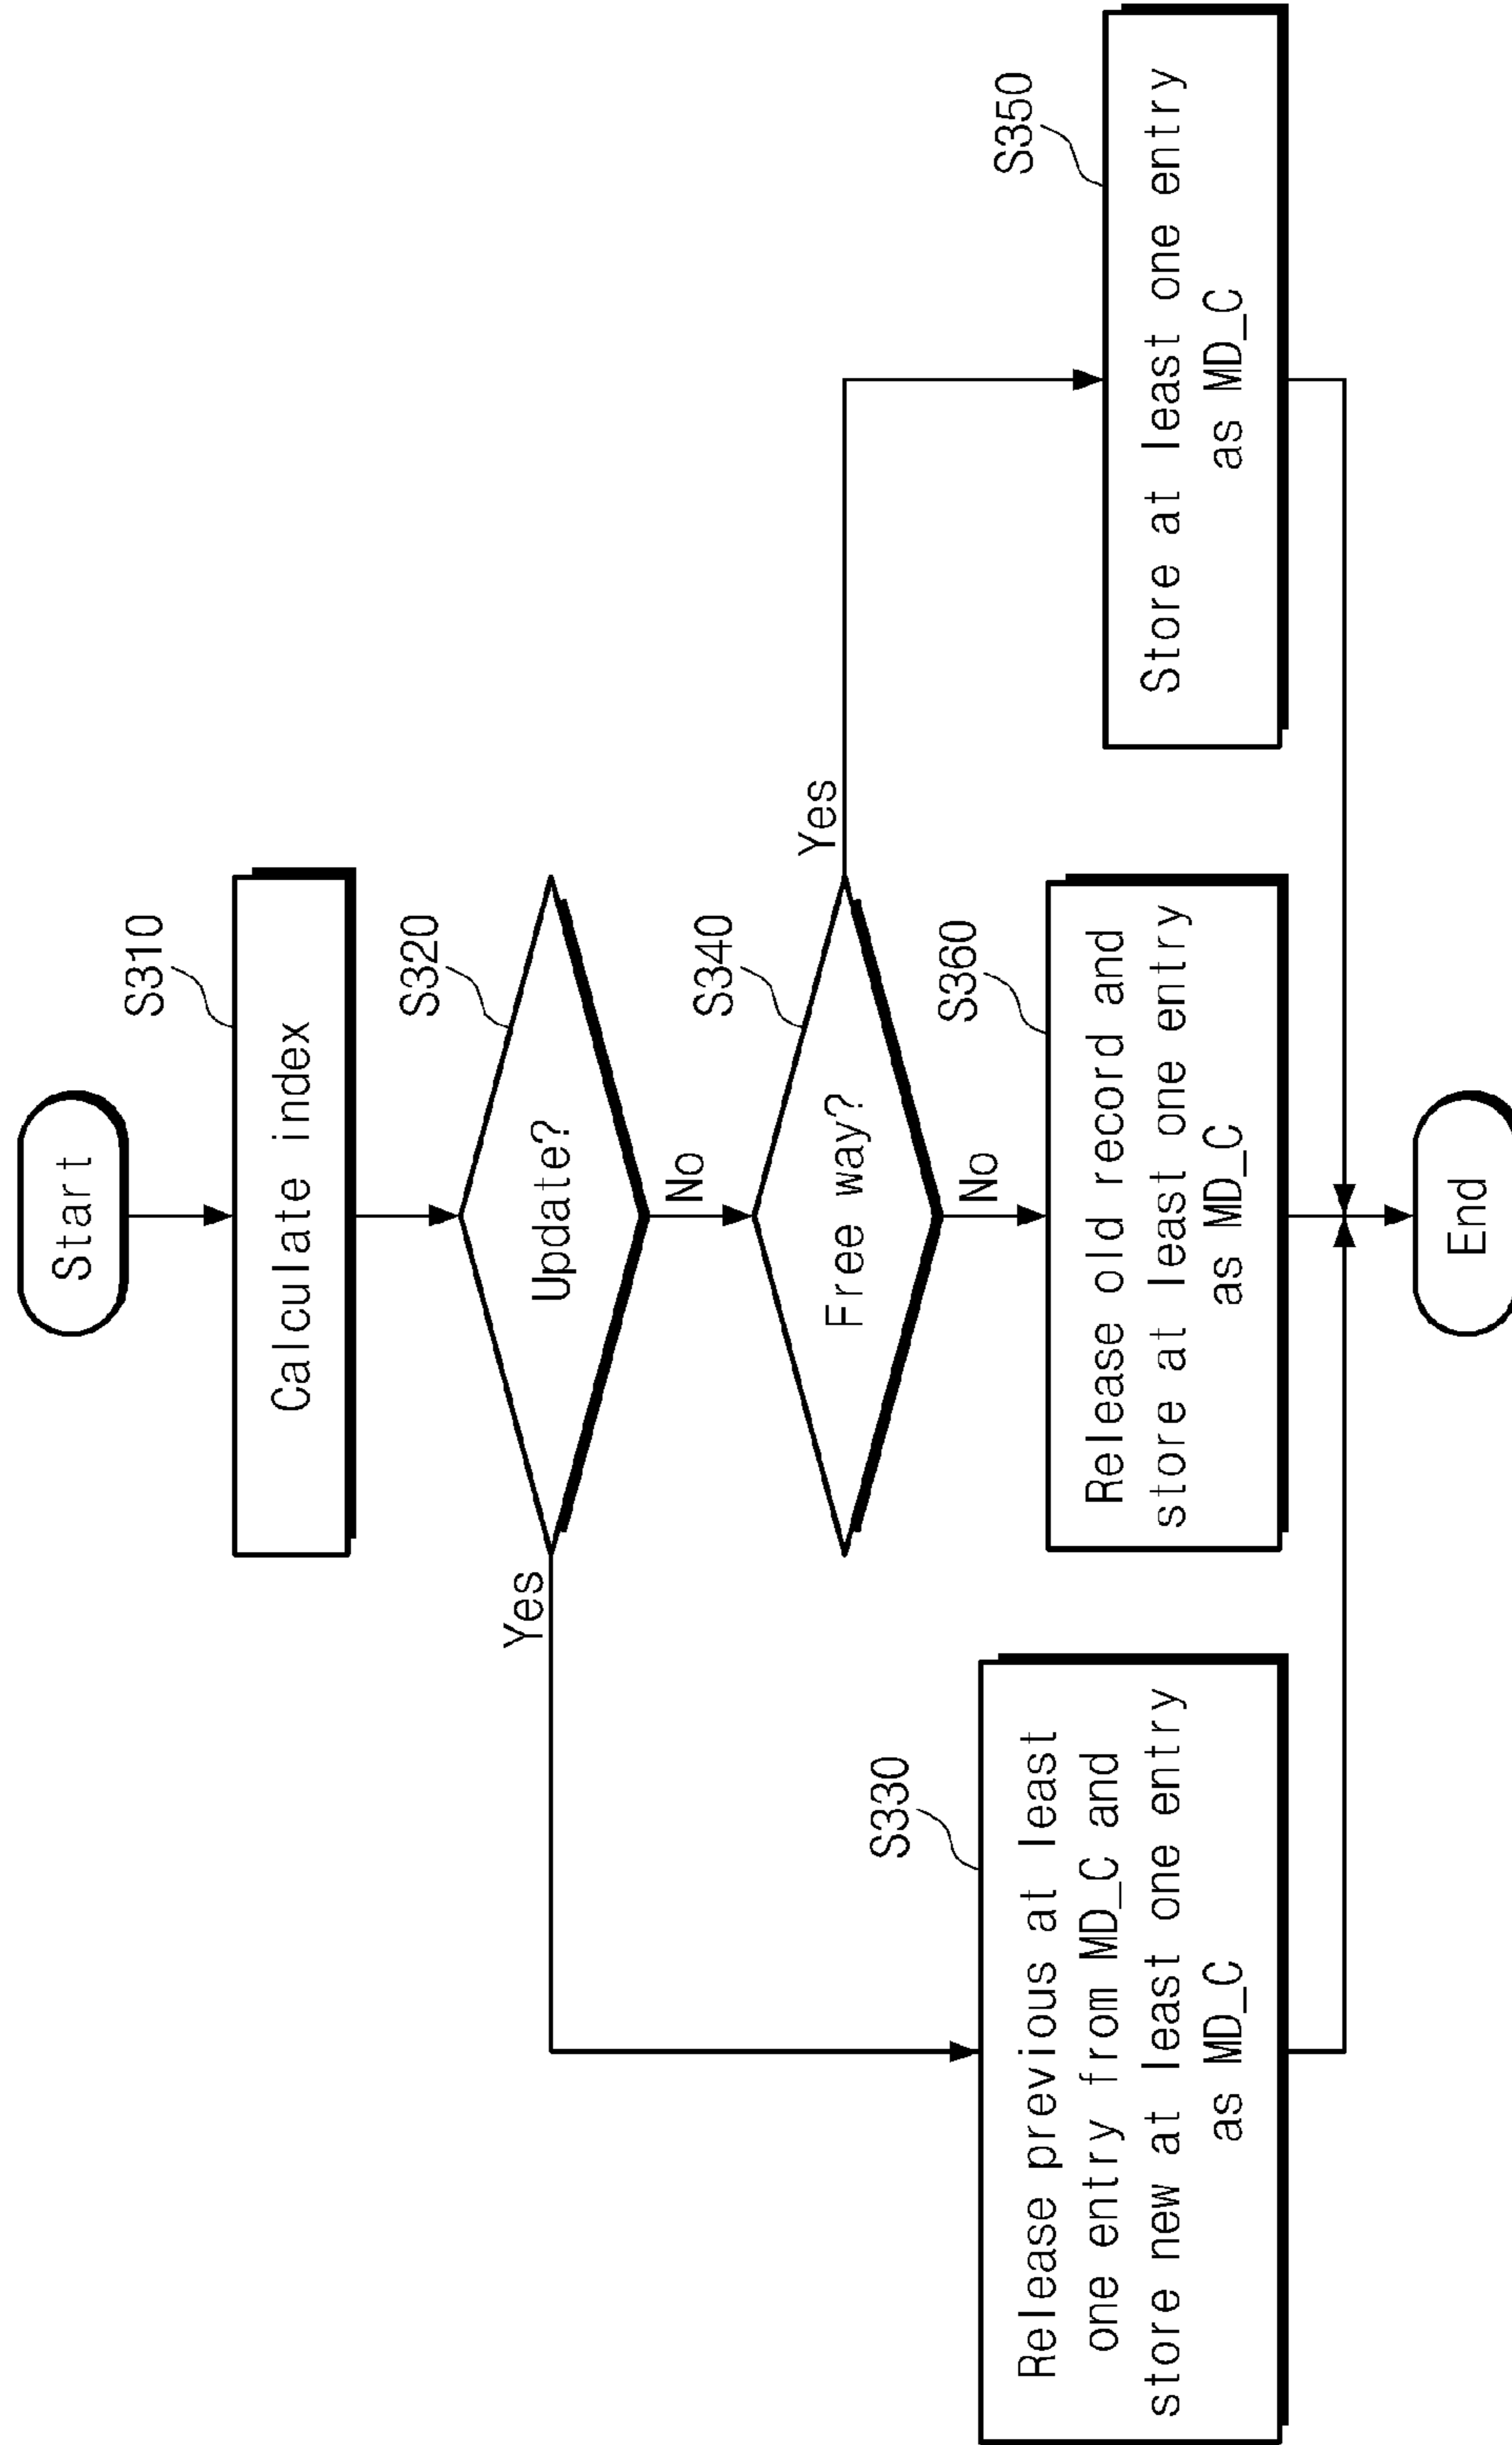 Start
S310
Calculate index
S320
Update?
Yes
No
S340
Free way?
Yes
No
S330
Release previous at least
one entry from MD_C and
store new at least one entry
as MD_C
S360
Release old record and
store at least one entry
as MD_C
S350
Store at least one entry
as MD_C
End